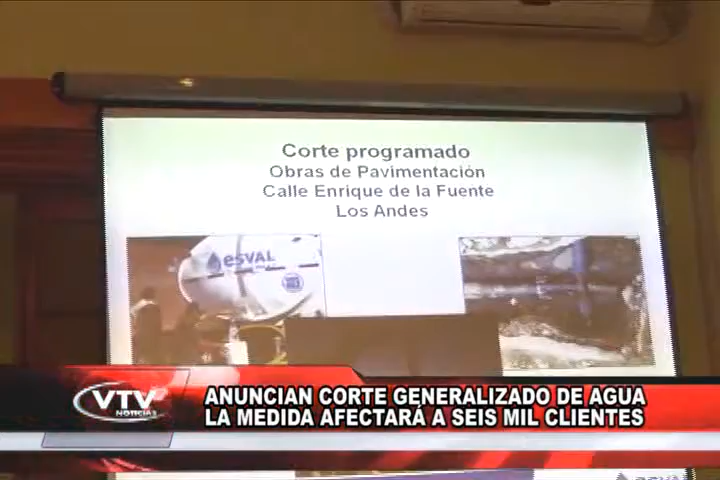 Corte programado
Obras de Pavimentación
Calle Enrique de la Fuente
Los Andes
esval
VTV
NOTICIAS
ANUNCIAN CORTE GENERALIZADO DE AGUA
LA MEDIDA AFECTARÁ A SEIS MIL CLIENTES